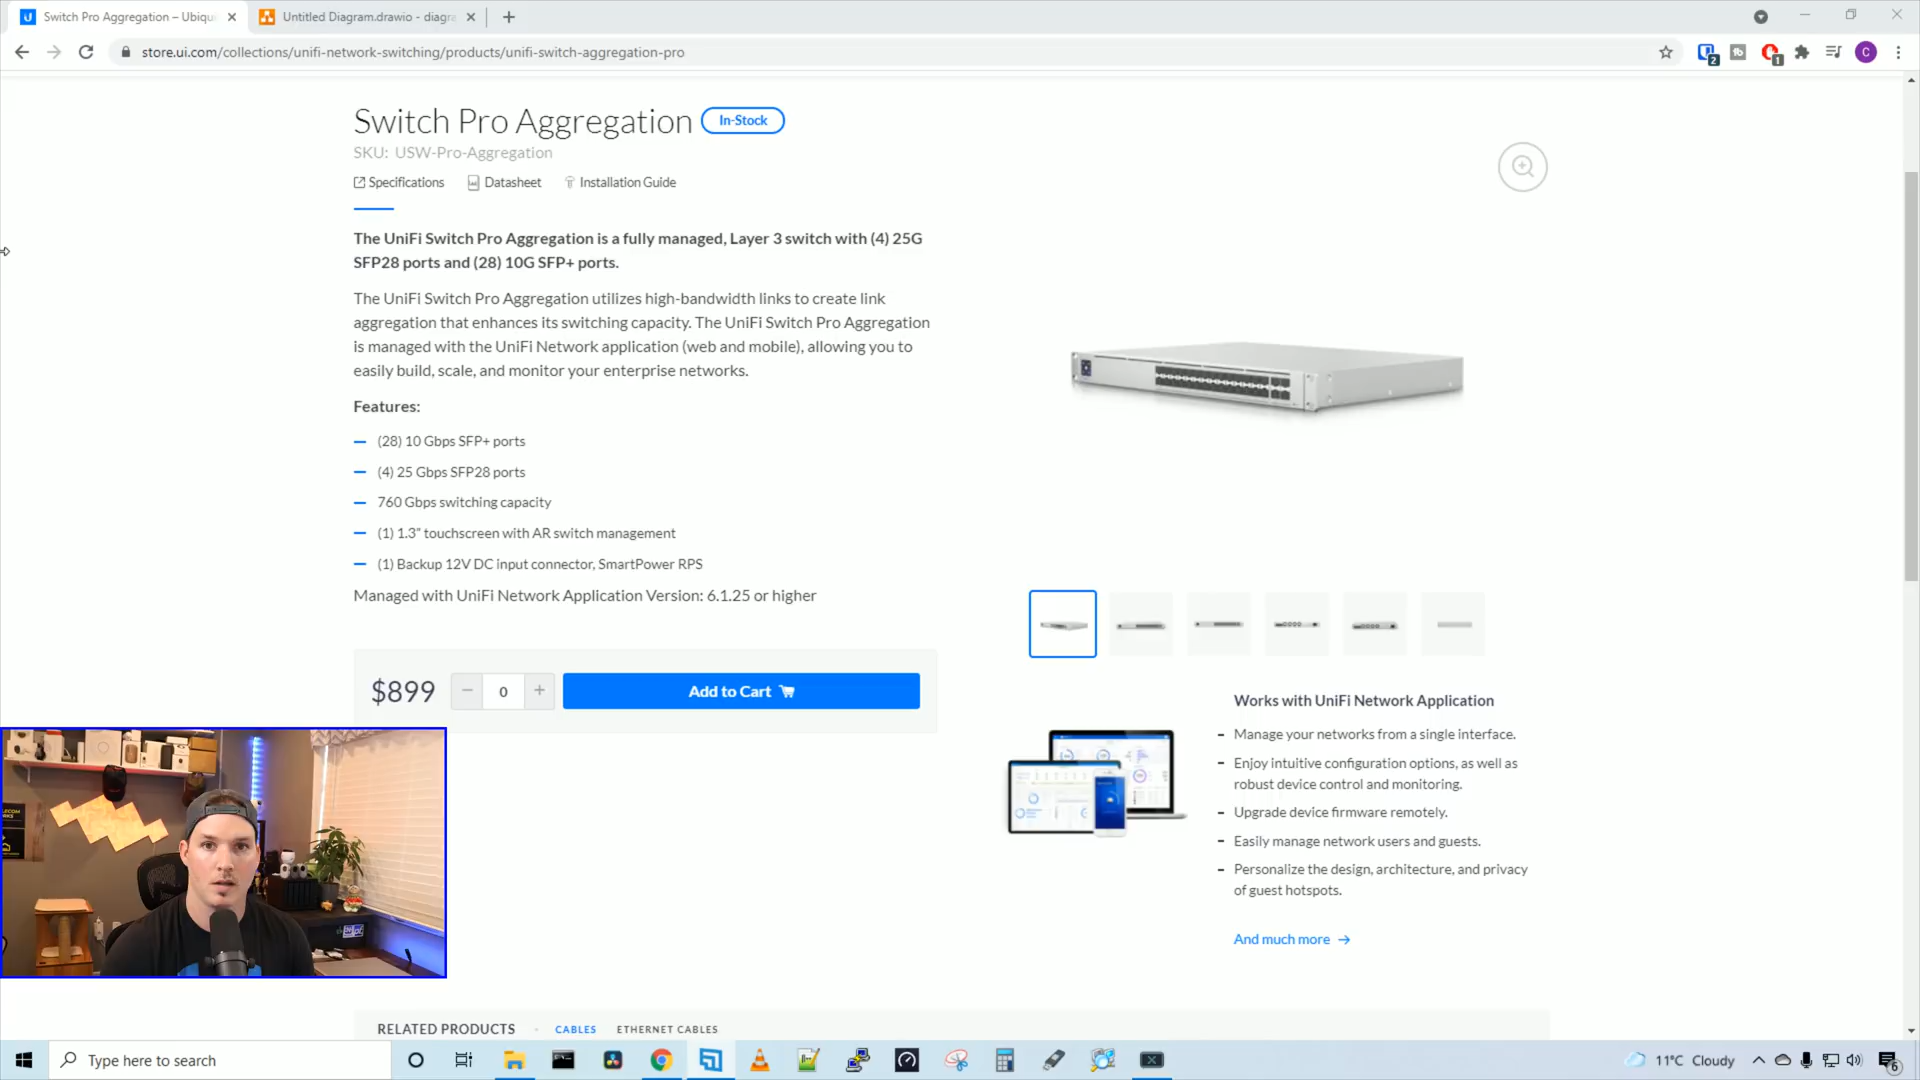 Switch Pro Aggregation – Ubiqui
Untitled Diagram.drawio - diagra
store.ui.com/collections/unifi-network-switching/products/unifi-switch-aggregation-pro
2
1
C
Switch Pro Aggregation In-Stock
SKU: USW-Pro-Aggregation
Specifications Datasheet Installation Guide
The UniFi Switch Pro Aggregation is a fully managed, Layer 3 switch with (4) 25G
SFP28 ports and (28) 10G SFP+ ports.
The UniFi Switch Pro Aggregation utilizes high-bandwidth links to create link
aggregation that enhances its switching capacity. The UniFi Switch Pro Aggregation
is managed with the UniFi Network application (web and mobile), allowing you to
easily build, scale, and monitor your enterprise networks.
Features:
(28) 10 Gbps SFP+ ports
(4) 25 Gbps SFP28 ports
760 Gbps switching capacity
(1) 1.3" touchscreen with AR switch management
(1) Backup 12V DC input connector, SmartPower RPS
Managed with UniFi Network Application Version: 6.1.25 or higher
$899 − 0 + Add to Cart
Works with UniFi Network Application
- Manage your networks from a single interface.
- Enjoy intuitive configuration options, as well as
robust device control and monitoring.
- Upgrade device firmware remotely.
- Easily manage network users and guests.
- Personalize the design, architecture, and privacy
of guest hotspots.
And much more →
RELATED PRODUCTS - CABLES ETHERNET CABLES
Type here to search
11°C Cloudy
6